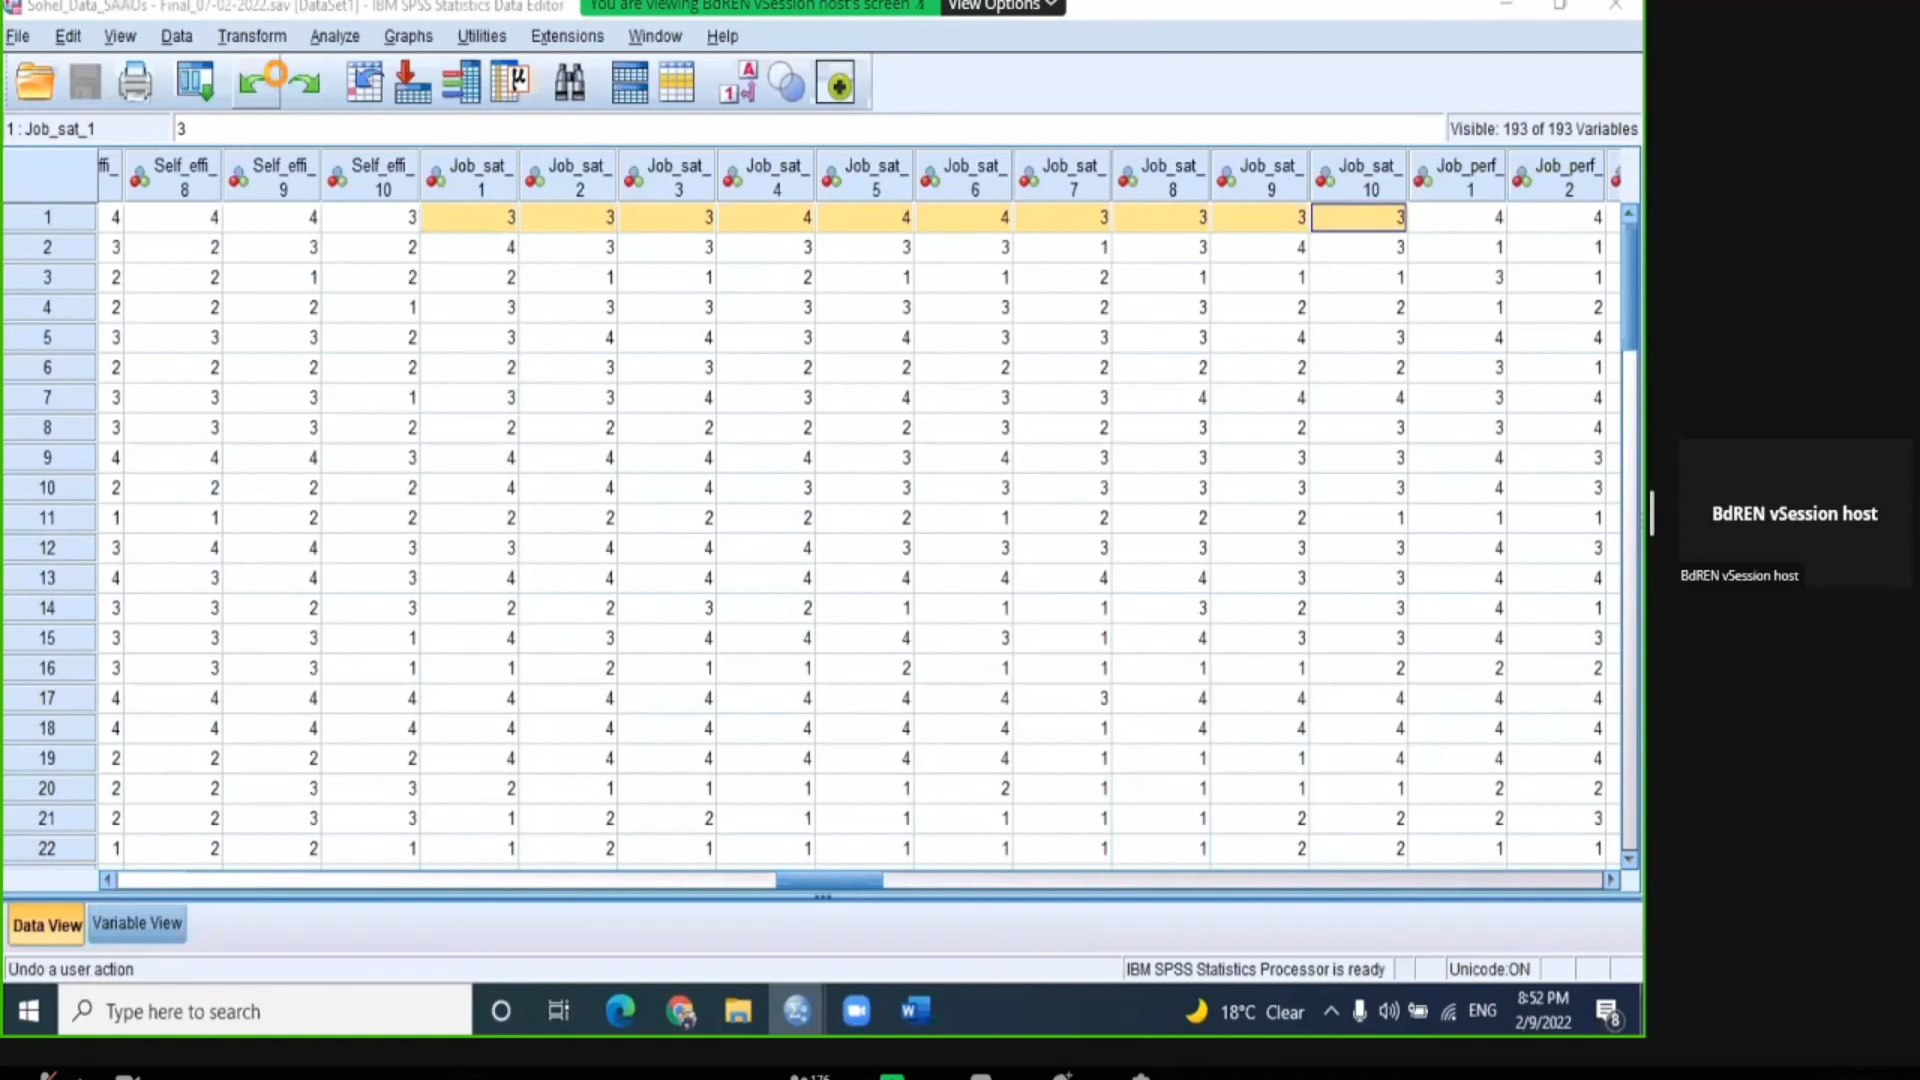 Sohel_Data_SAAOs - Final_07-02-2022.sav [DataSet1] - IBM SPSS Statistics Data Editor
You are viewing BdREN vSession host's screen
View Options
File Edit View Data Transform Analyze Graphs Utilities Extensions Window Help
1 : Job_sat_1 3 Visible: 193 of 193 Variables
ffi_ Self_effi_8 Self_effi_9 Self_effi_10 Job_sat_1 Job_sat_2 Job_sat_3 Job_sat_4 Job_sat_5 Job_sat_6 Job_sat_7 Job_sat_8 Job_sat_9 Job_sat_10 Job_perf_1 Job_perf_2
1 4 4 4 3 3 3 3 4 4 4 3 3 3 3 4 4
2 3 2 3 2 4 3 3 3 3 3 1 3 4 3 1 1
3 2 2 1 2 2 1 1 2 1 1 2 1 1 1 3 1
4 2 2 2 1 3 3 3 3 3 3 2 3 2 2 1 2
5 3 3 3 2 3 4 4 3 4 3 3 3 4 3 4 4
6 2 2 2 2 2 3 3 2 2 2 2 2 2 2 3 1
7 3 3 3 1 3 3 4 3 4 3 3 4 4 4 3 4
8 3 3 3 2 2 2 2 2 2 3 2 3 2 3 3 4
9 4 4 4 3 4 4 4 4 3 4 3 3 3 3 4 3
10 2 2 2 2 4 4 4 3 3 3 3 3 3 3 4 3
11 1 1 2 2 2 2 2 2 2 1 2 2 2 1 1 1
12 3 4 4 3 3 4 4 4 3 3 3 3 3 3 4 3
13 4 3 4 3 4 4 4 4 4 4 4 4 3 3 4 4
14 3 3 2 3 2 2 3 2 1 1 1 3 2 3 4 1
15 3 3 3 1 4 3 4 4 4 3 1 4 3 3 4 3
16 3 3 3 1 1 2 1 1 2 1 1 1 1 2 2 2
17 4 4 4 4 4 4 4 4 4 4 3 4 4 4 4 4
18 4 4 4 4 4 4 4 4 4 4 1 4 4 4 4 4
19 2 2 2 2 4 4 4 4 4 4 1 1 1 4 4 4
20 2 2 3 3 2 1 1 1 1 2 1 1 1 1 2 2
21 2 2 3 3 1 2 2 1 1 1 1 1 2 2 2 3
22 1 2 2 1 1 2 1 1 1 1 1 1 2 2 1 1
Data View Variable View
Undo a user action IBM SPSS Statistics Processor is ready Unicode:ON
Type here to search
18°C Clear ENG
8:52 PM
2/9/2022
8
BdREN vSession host
BdREN vSession host